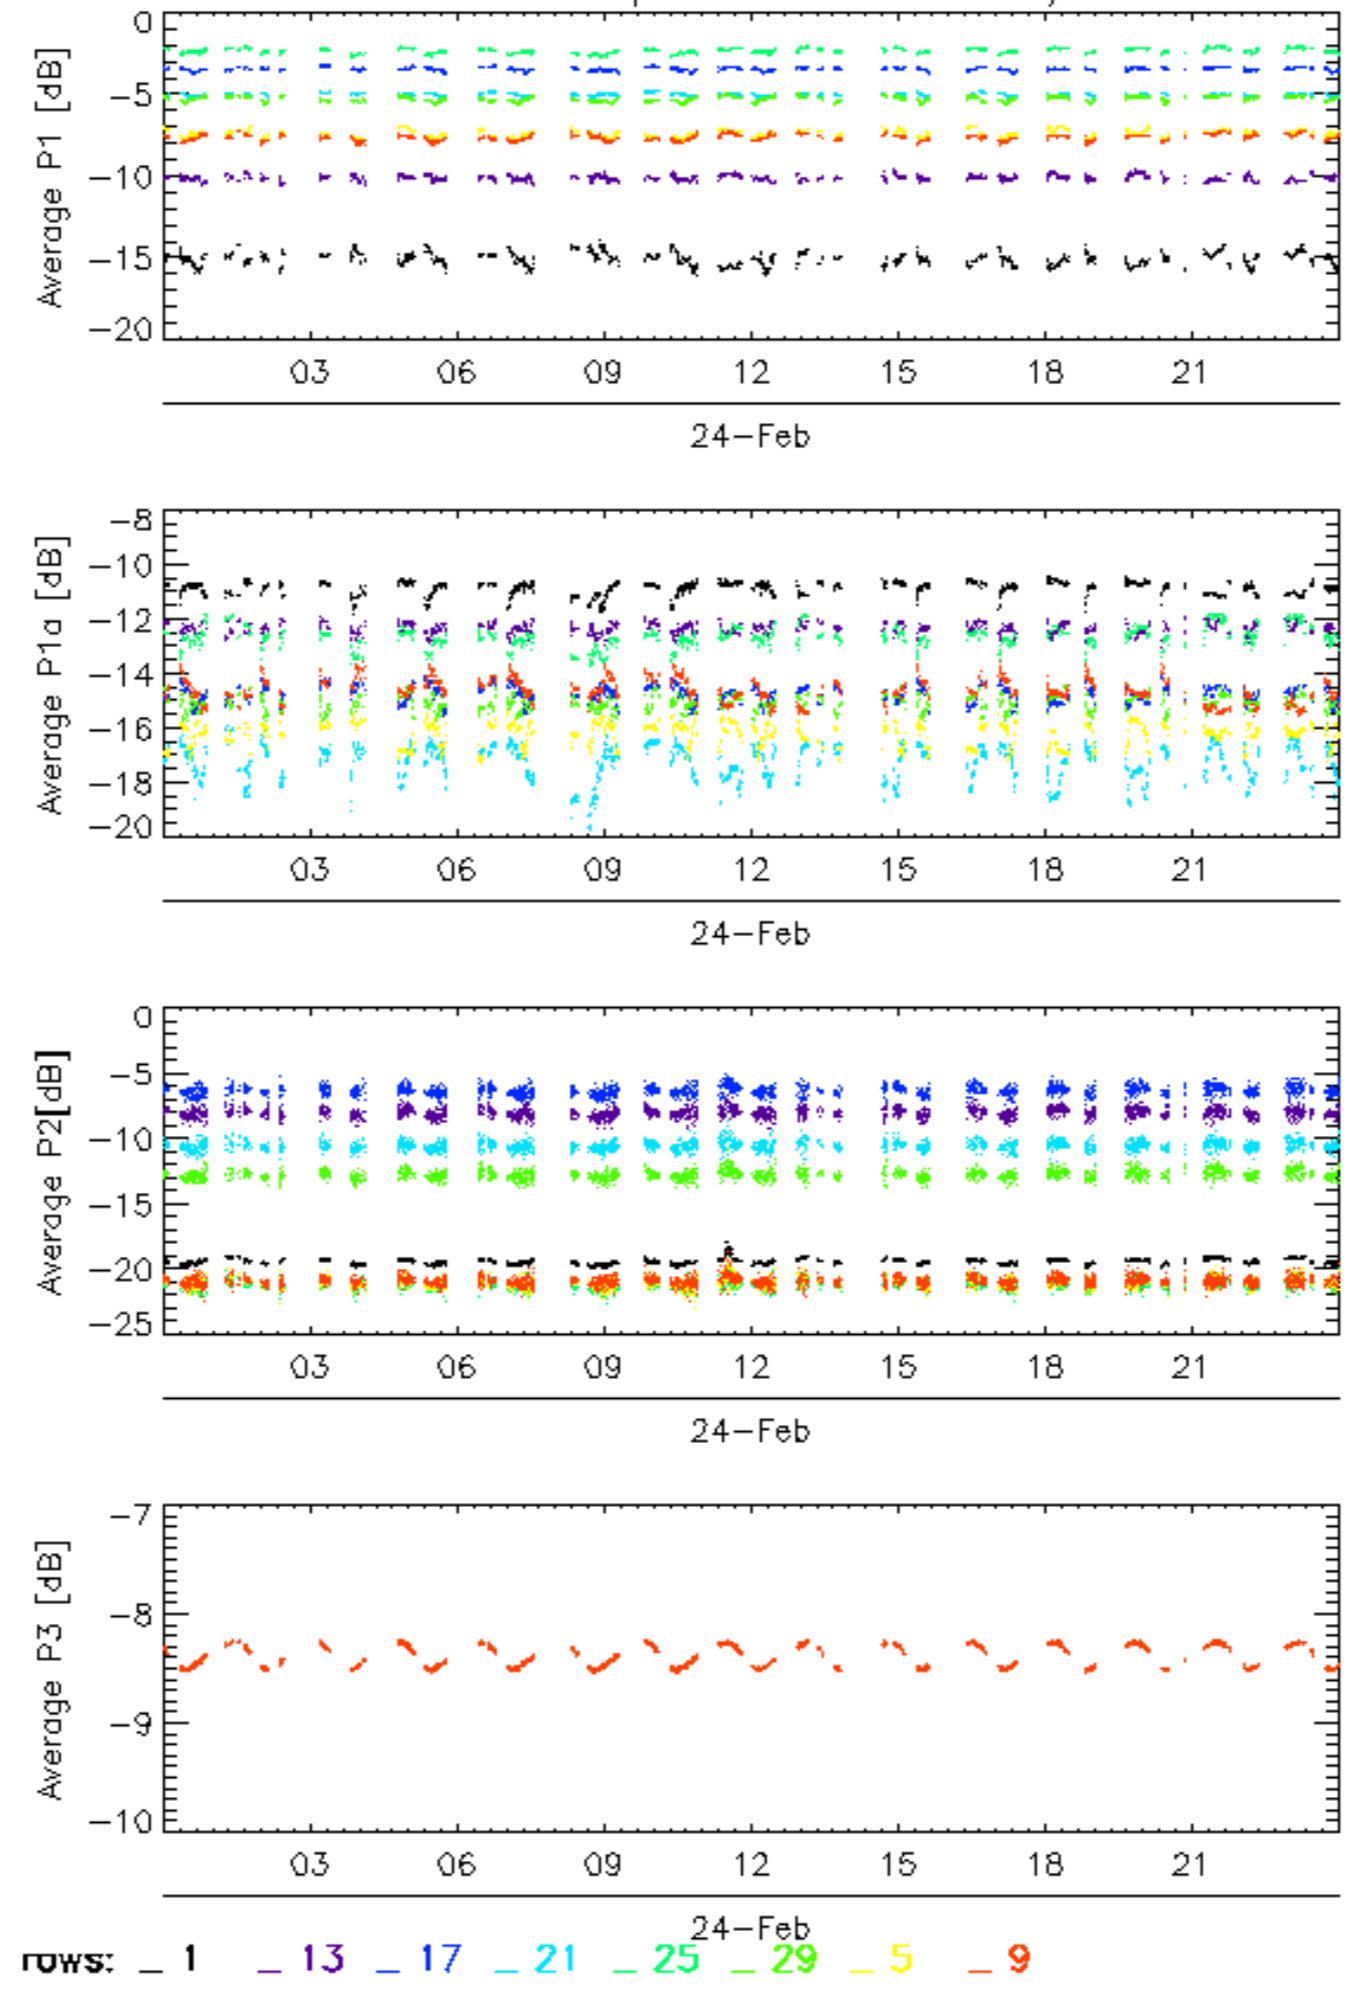 0
−5
−10
−15
−20
Average P1 [dB]
03 06 09 12 15 18 21
24−Feb
−8
−10
−12
−14
−16
−18
−20
Average P1a [dB]
03 06 09 12 15 18 21
24−Feb
0
−5
−10
−15
−20
−25
Average P2[dB]
03 06 09 12 15 18 21
24−Feb
−7
−8
−9
−10
Average P3 [dB]
03 06 09 12 15 18 21
24−Feb
rows: _ 1 _ 13 _ 17 _ 21 _ 25 _ 29 _ 5 _ 9